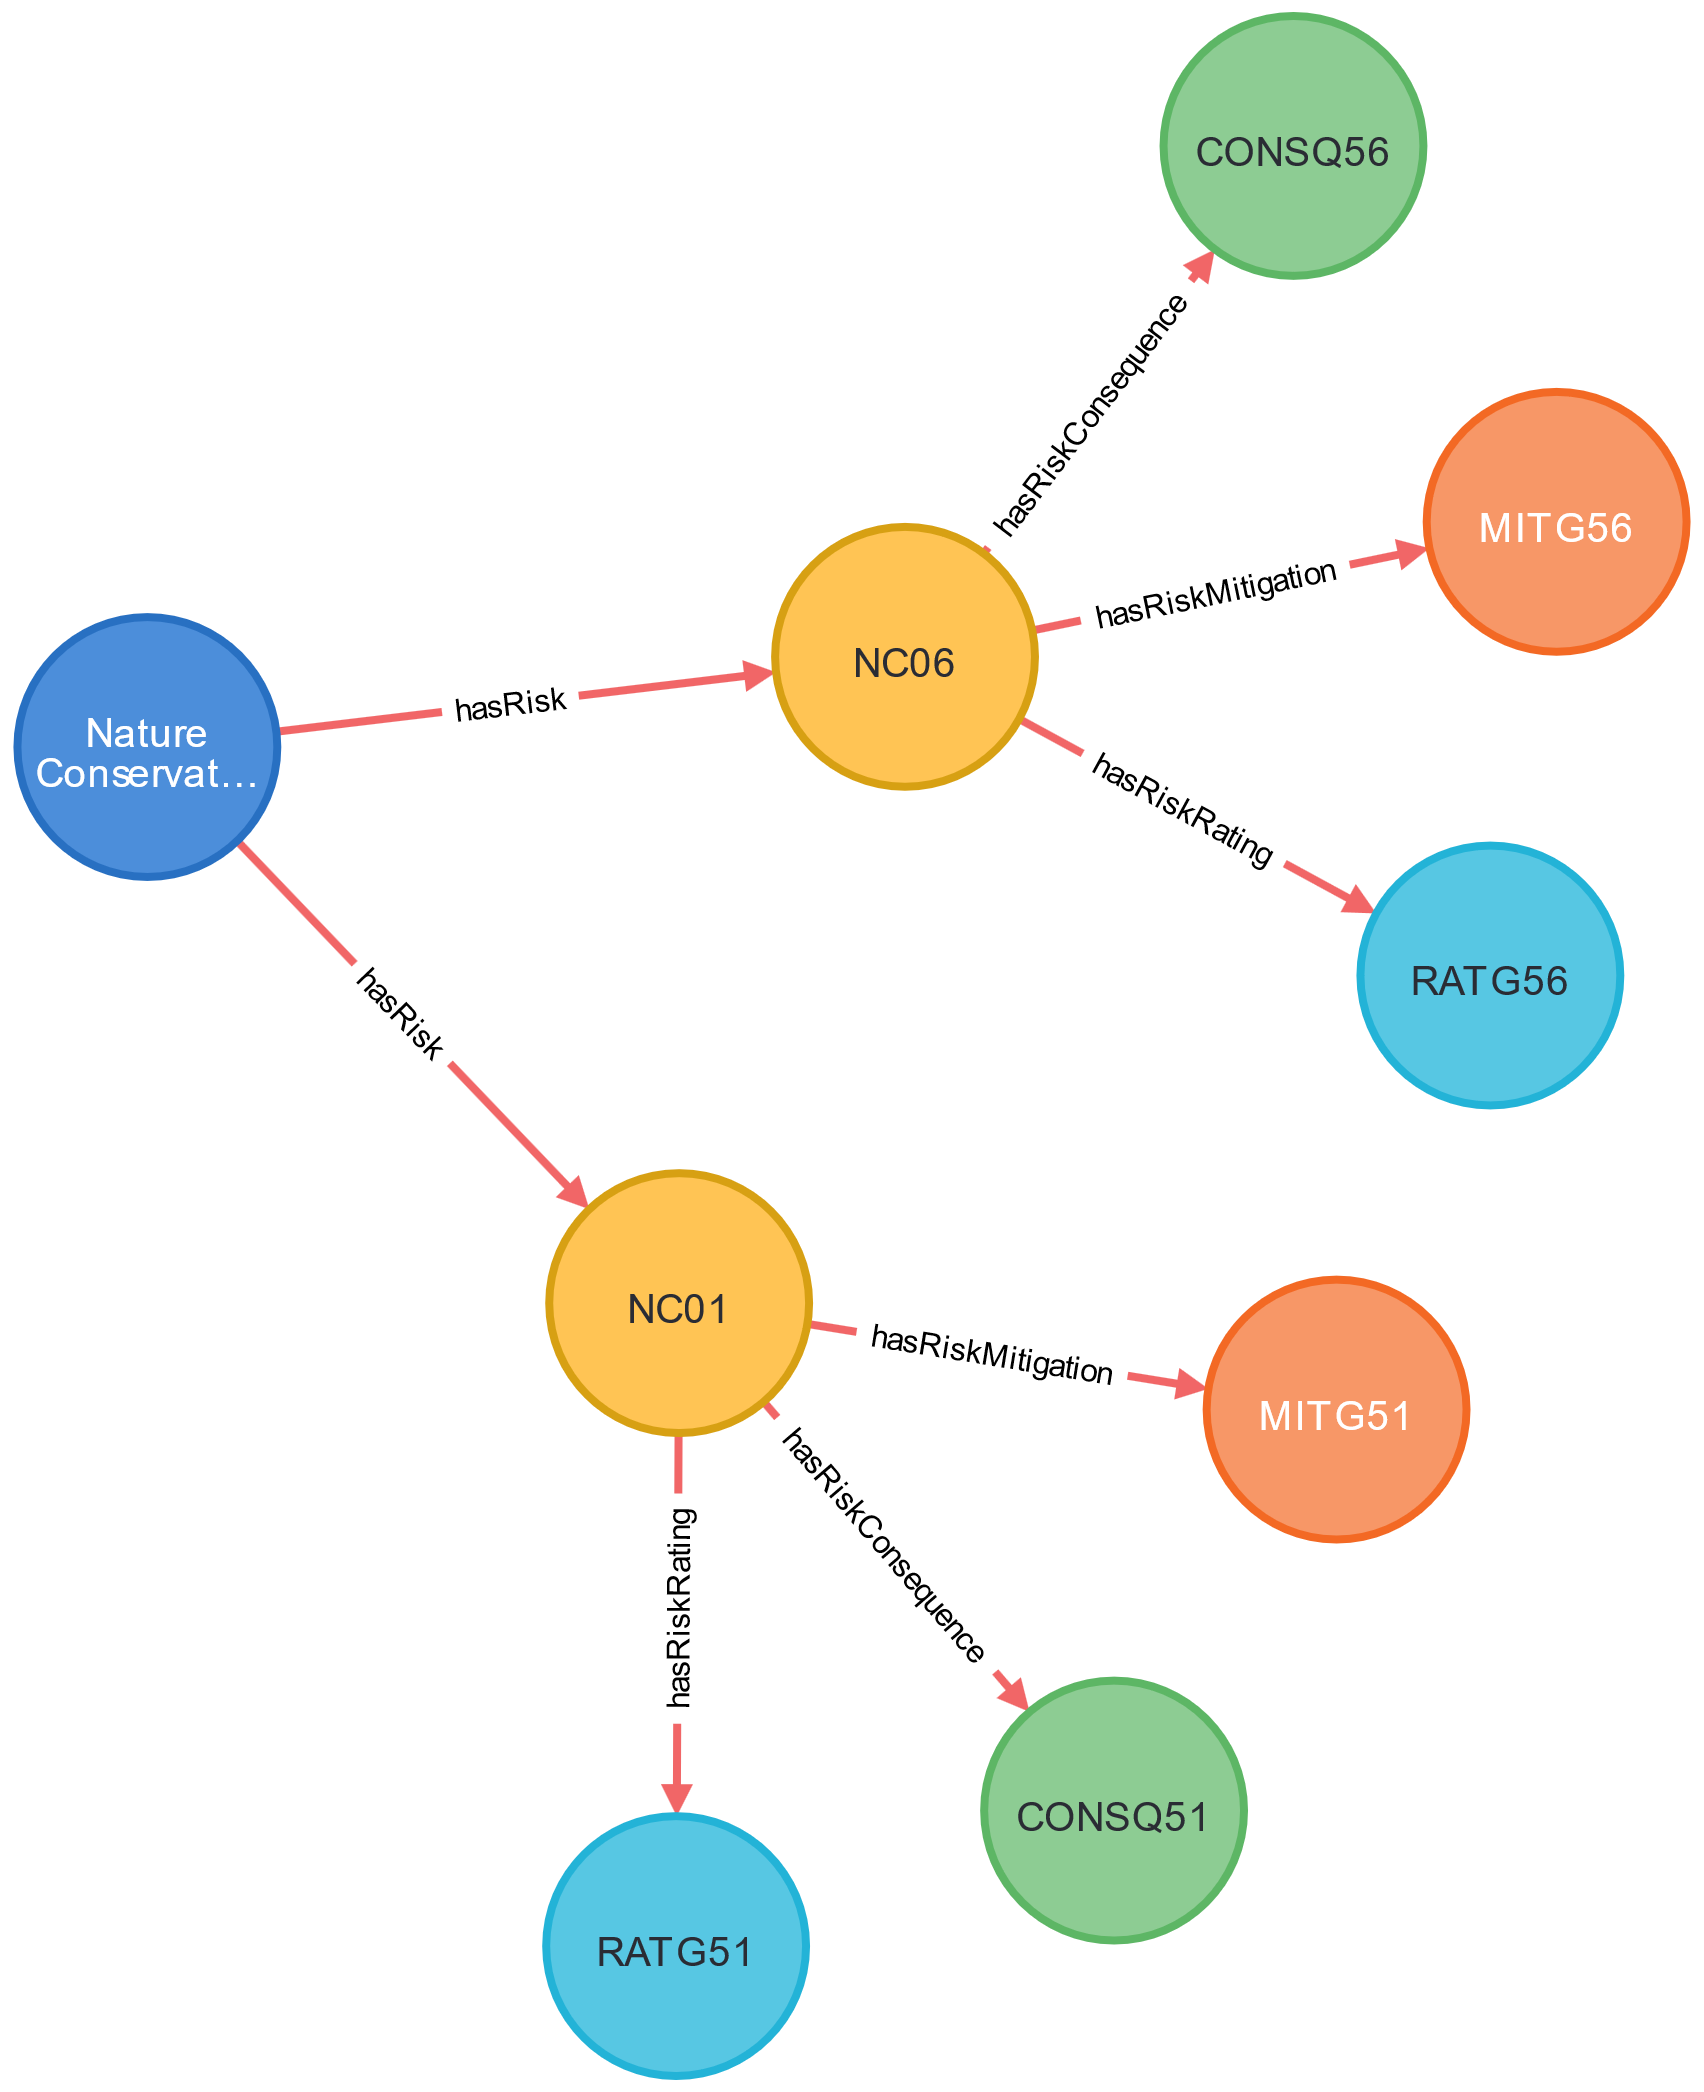 CONSQ56
hasRiskConsequence
MITG56
hasRiskMitigation
NC06
hasRisk
Nature
Conservat...
hasRiskRating
RATG56
hasRisk
NC01
hasRiskMitigation
MITG51
hasRiskConsequence
hasRiskRating
CONSQ51
RATG51